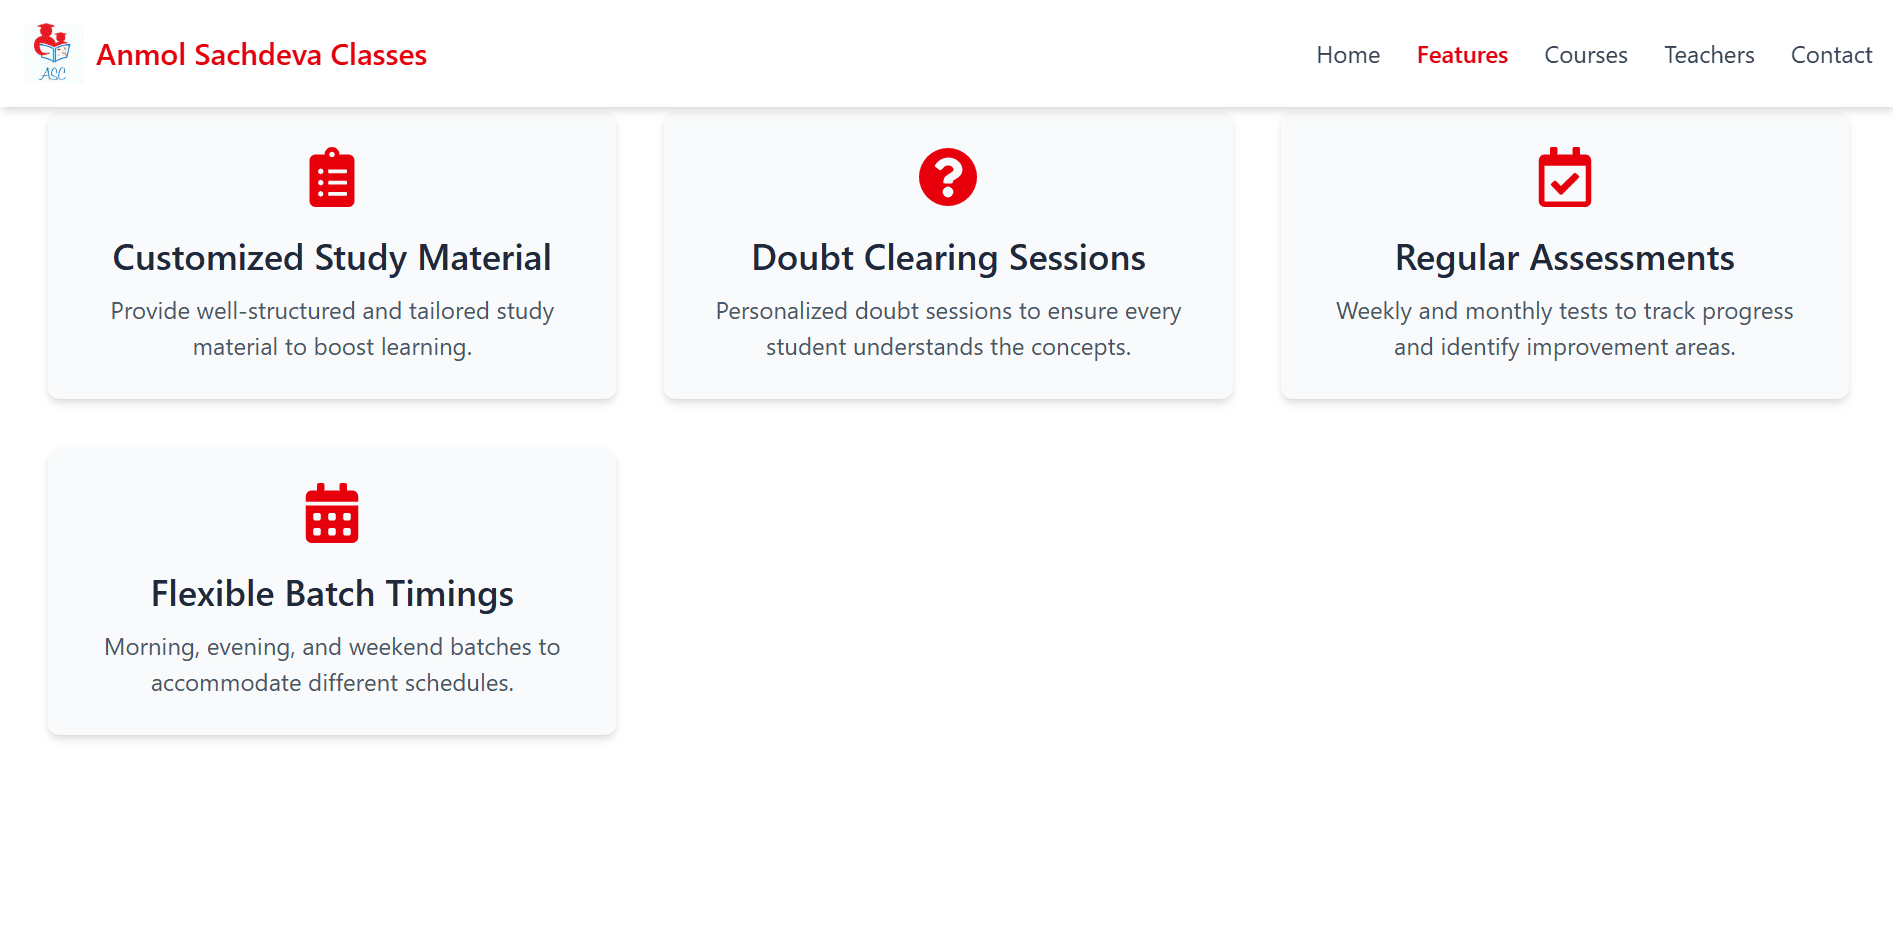 ASC
Anmol Sachdeva Classes
Home
Features
Courses
Teachers
Contact
Customized Study Material
Provide well-structured and tailored study
material to boost learning.
Doubt Clearing Sessions
Personalized doubt sessions to ensure every
student understands the concepts.
Regular Assessments
Weekly and monthly tests to track progress
and identify improvement areas.
Flexible Batch Timings
Morning, evening, and weekend batches to
accommodate different schedules.